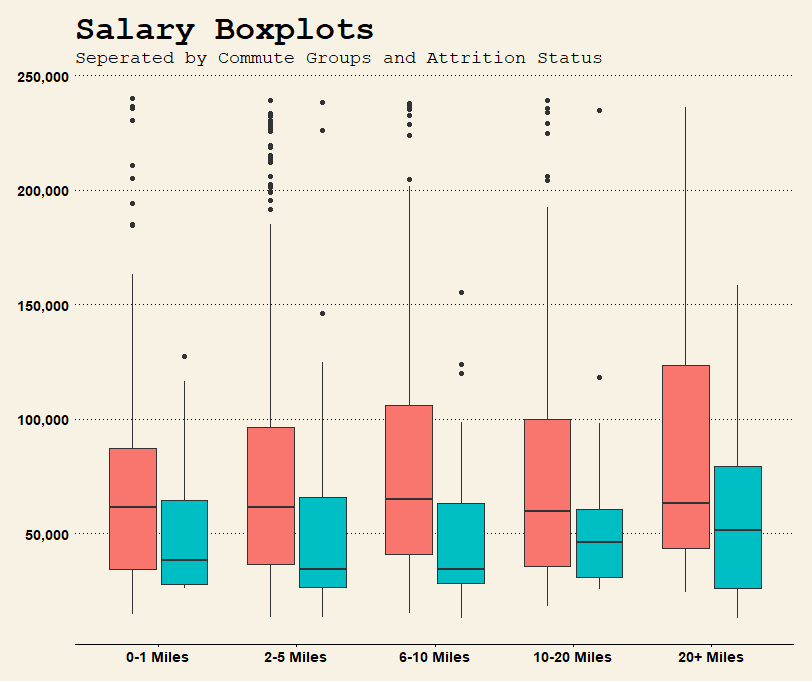 Salary Boxplots
Seperated by Commute Groups and Attrition Status
250,000
200,000
150,000
100,000
50,000
0-1 Miles 2-5 Miles 6-10 Miles 10-20 Miles 20+ Miles